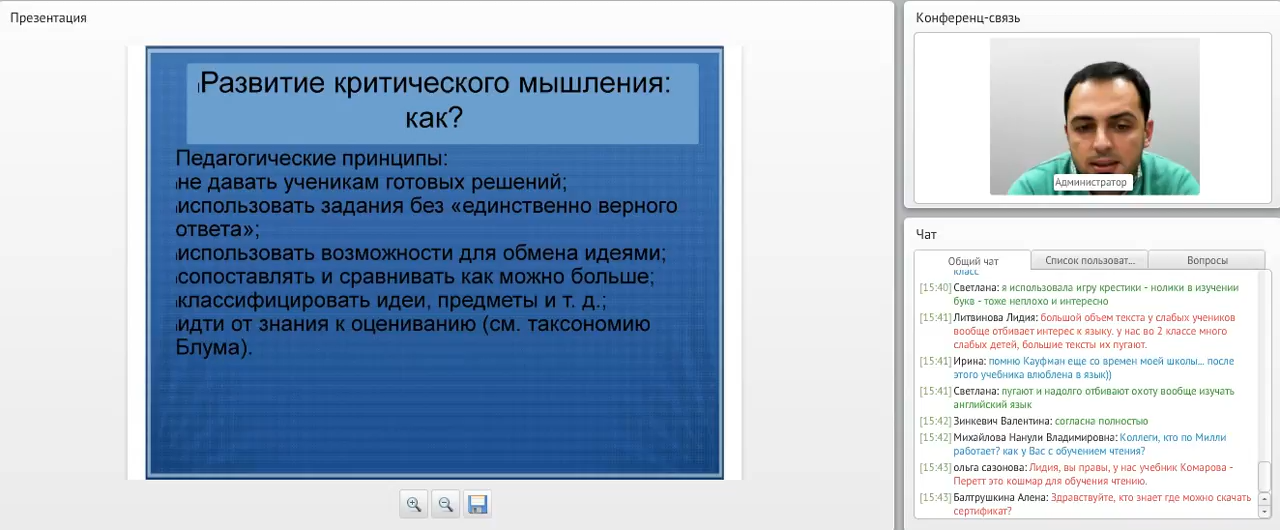 Презентация
Развитие критического мышления:
как?
Педагогические принципы:
не давать ученикам готовых решений;
использовать задания без «единственно верного
ответа»;
использовать возможности для обмена идеями;
сопоставлять и сравнивать как можно больше;
классифицировать идеи, предметы и т. д.;
идти от знания к оцениванию (см. таксономию
Блума).
Конференц-связь
Администратор
Чат
Общий чат
Список пользоват...
Вопросы
класс
[15:40] Светлана: я использовала игру крестики - нолики в изучении
букв - тоже неплохо и интересно
[15:41] Литвинова Лидия: большой объем текста у слабых учеников
вообще отбивает интерес к языку. у нас во 2 классе много
слабых детей, большие тексты их пугают.
[15:41] Ирина: помню Кауфман еще со времен моей школы... после
этого учебника влюблена в язык))
[15:41] Светлана: пугают и надолго отбивают охоту вообще изучать
английский язык
[15:42] Зинкевич Валентина: согласна полностью
[15:42] Михайлова Нанули Владимировна: Коллеги, кто по Милли
работает? как у Вас с обучением чтения?
[15:43] ольга сазонова: Лидия, вы правы, у нас учебник Комарова -
Перетт это кошмар для обучения чтению.
[15:43] Балтрушкина Алена: Здравствуйте, кто знает где можно скачать
сертификат?